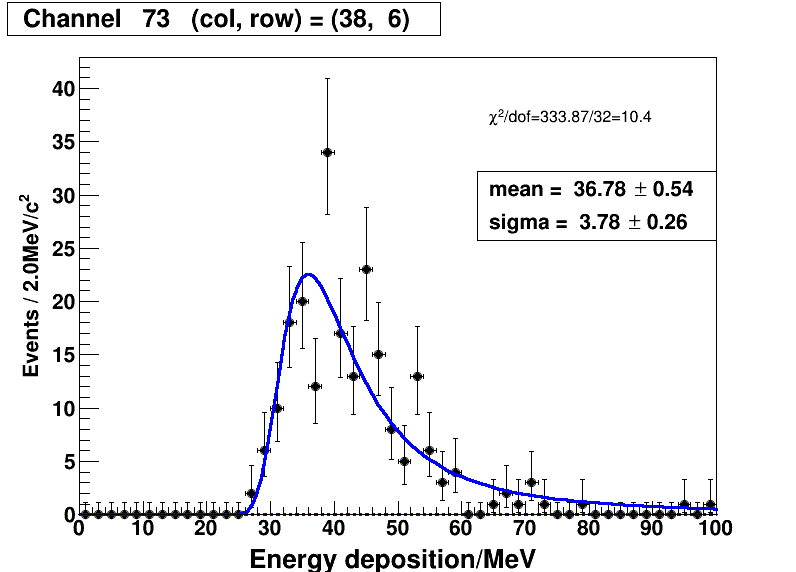 Channel 73 (col, row) = (38, 6)
χ²/dof=333.87/32=10.4
mean = 36.78 ± 0.54
sigma = 3.78 ± 0.26
Events / 2.0MeV/c²
40
35
30
25
20
15
10
5
0
0 10 20 30 40 50 60 70 80 90 100
Energy deposition/MeV